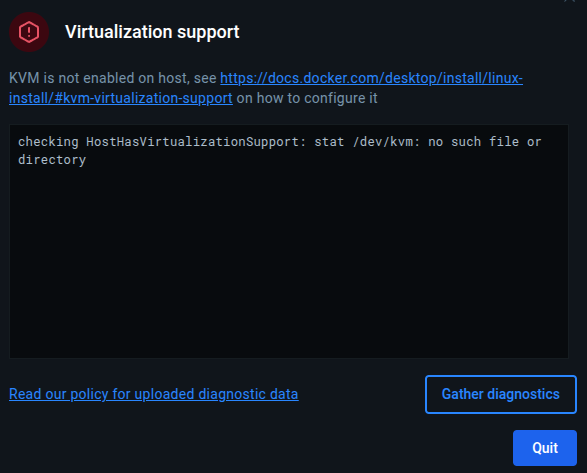 Virtualization support
KVM is not enabled on host, see https://docs.docker.com/desktop/install/linux-
install/#kvm-virtualization-support on how to configure it
checking HostHasVirtualizationSupport: stat /dev/kvm: no such file or
directory
Read our policy for uploaded diagnostic data
Gather diagnostics
Quit